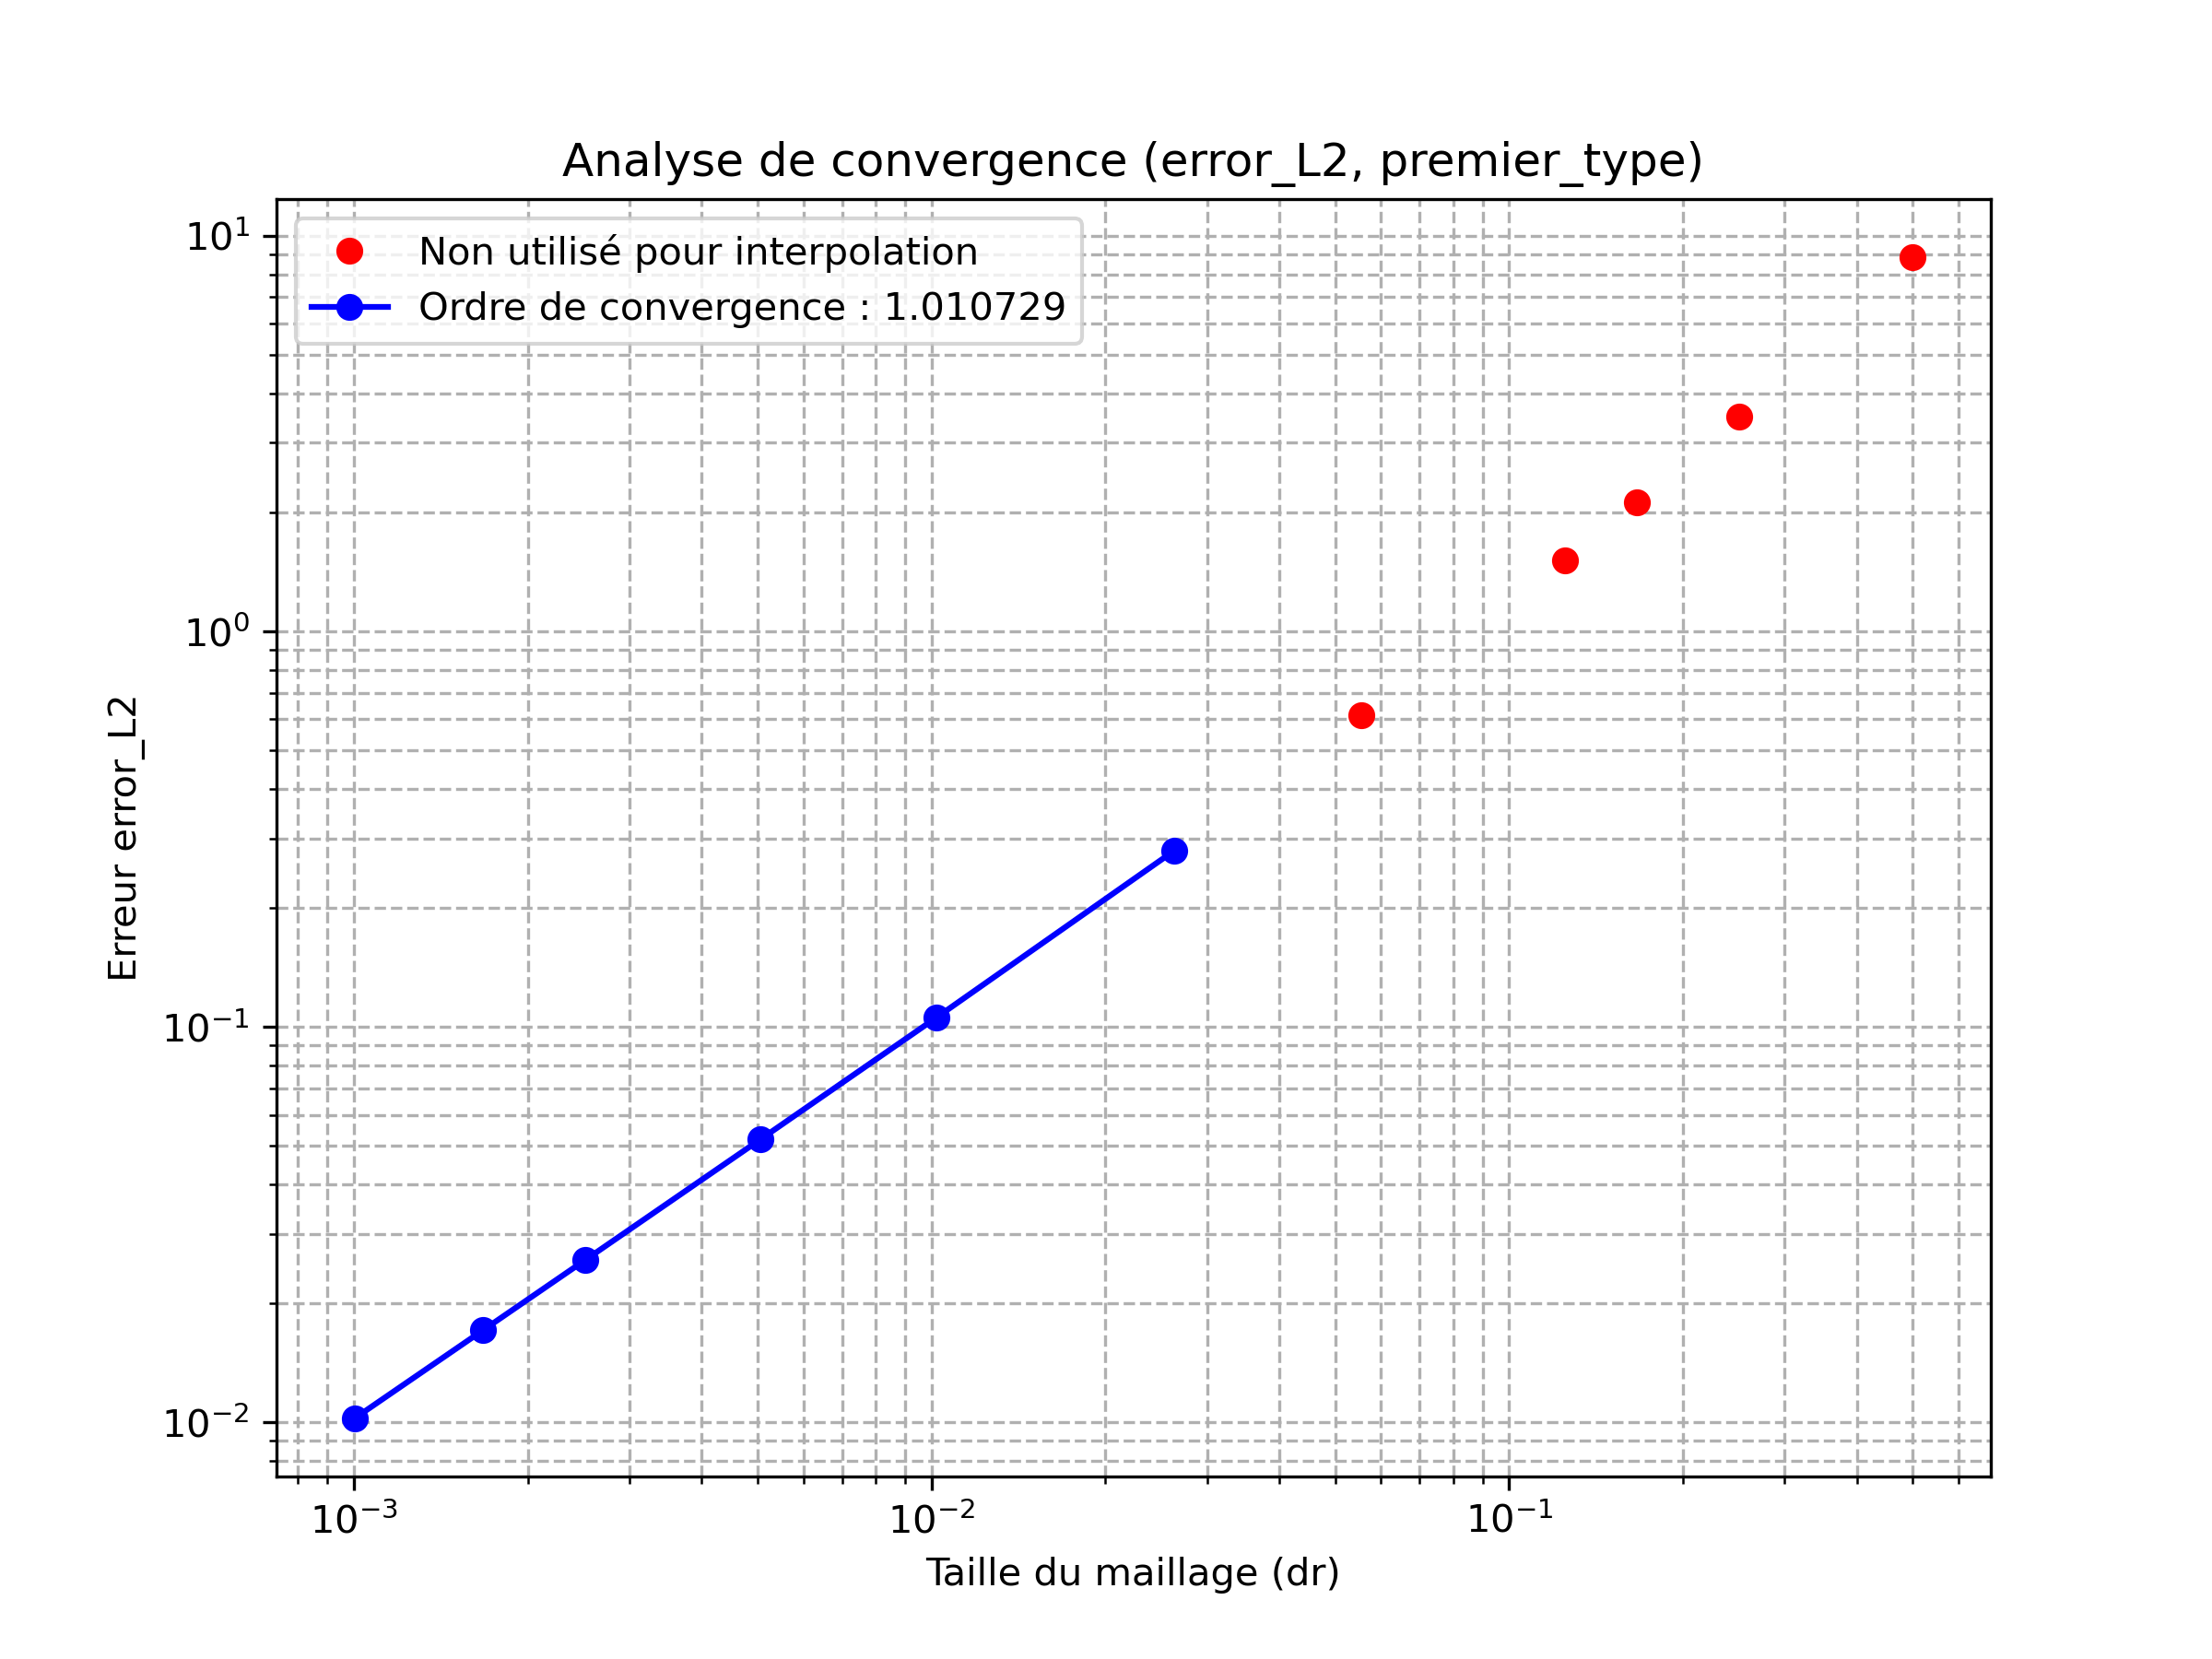 Analyse de convergence (error_L2, premier_type)
Non utilisé pour interpolation
Ordre de convergence : 1.010729
10¹
10⁰
10⁻¹
10⁻²
Erreur error_L2
10⁻³
10⁻²
10⁻¹
Taille du maillage (dr)